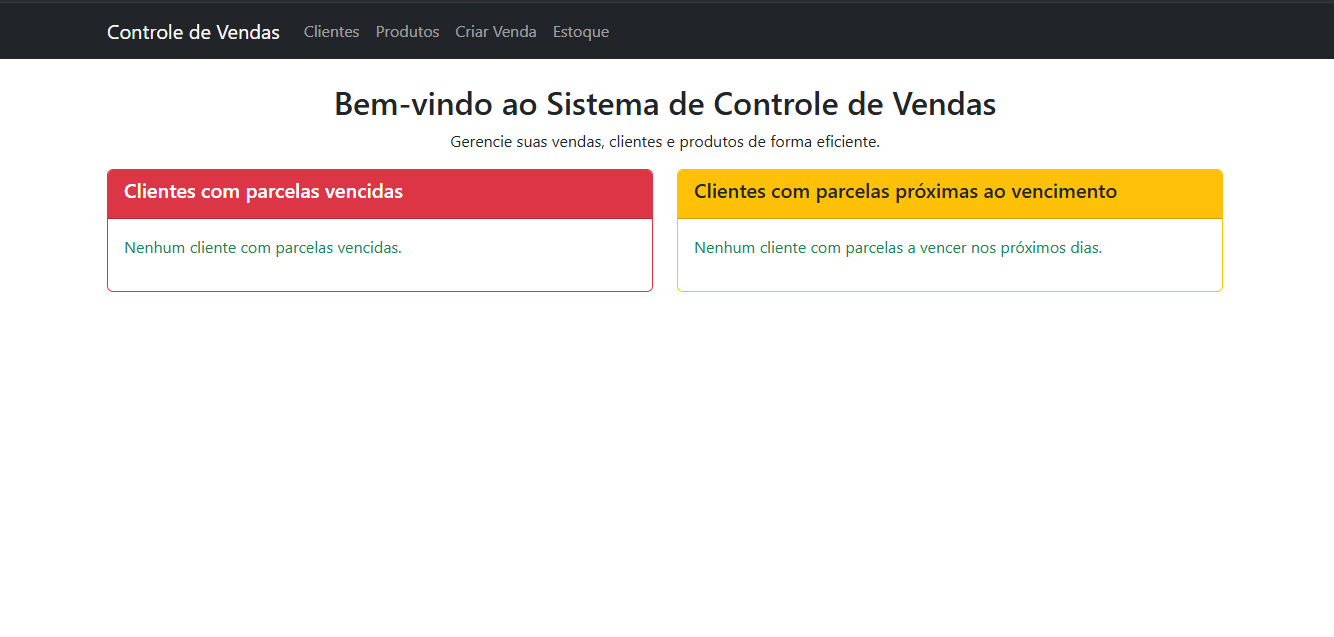 Controle de Vendas Clientes Produtos Criar Venda Estoque
Bem-vindo ao Sistema de Controle de Vendas
Gerencie suas vendas, clientes e produtos de forma eficiente.
Clientes com parcelas vencidas
Nenhum cliente com parcelas vencidas.
Clientes com parcelas próximas ao vencimento
Nenhum cliente com parcelas a vencer nos próximos dias.